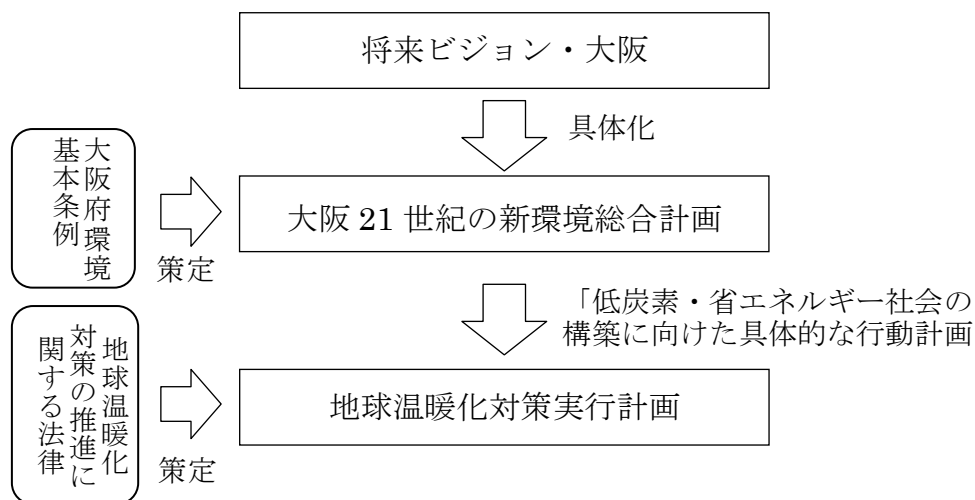 将来ビジョン・大阪
具体化
大阪府環境
基本条例
策定
大阪 21 世紀の新環境総合計画
「低炭素・省エネルギー社会の
構築に向けた具体的な行動計画
地球温暖化
対策の推進に
関する法律
策定
地球温暖化対策実行計画